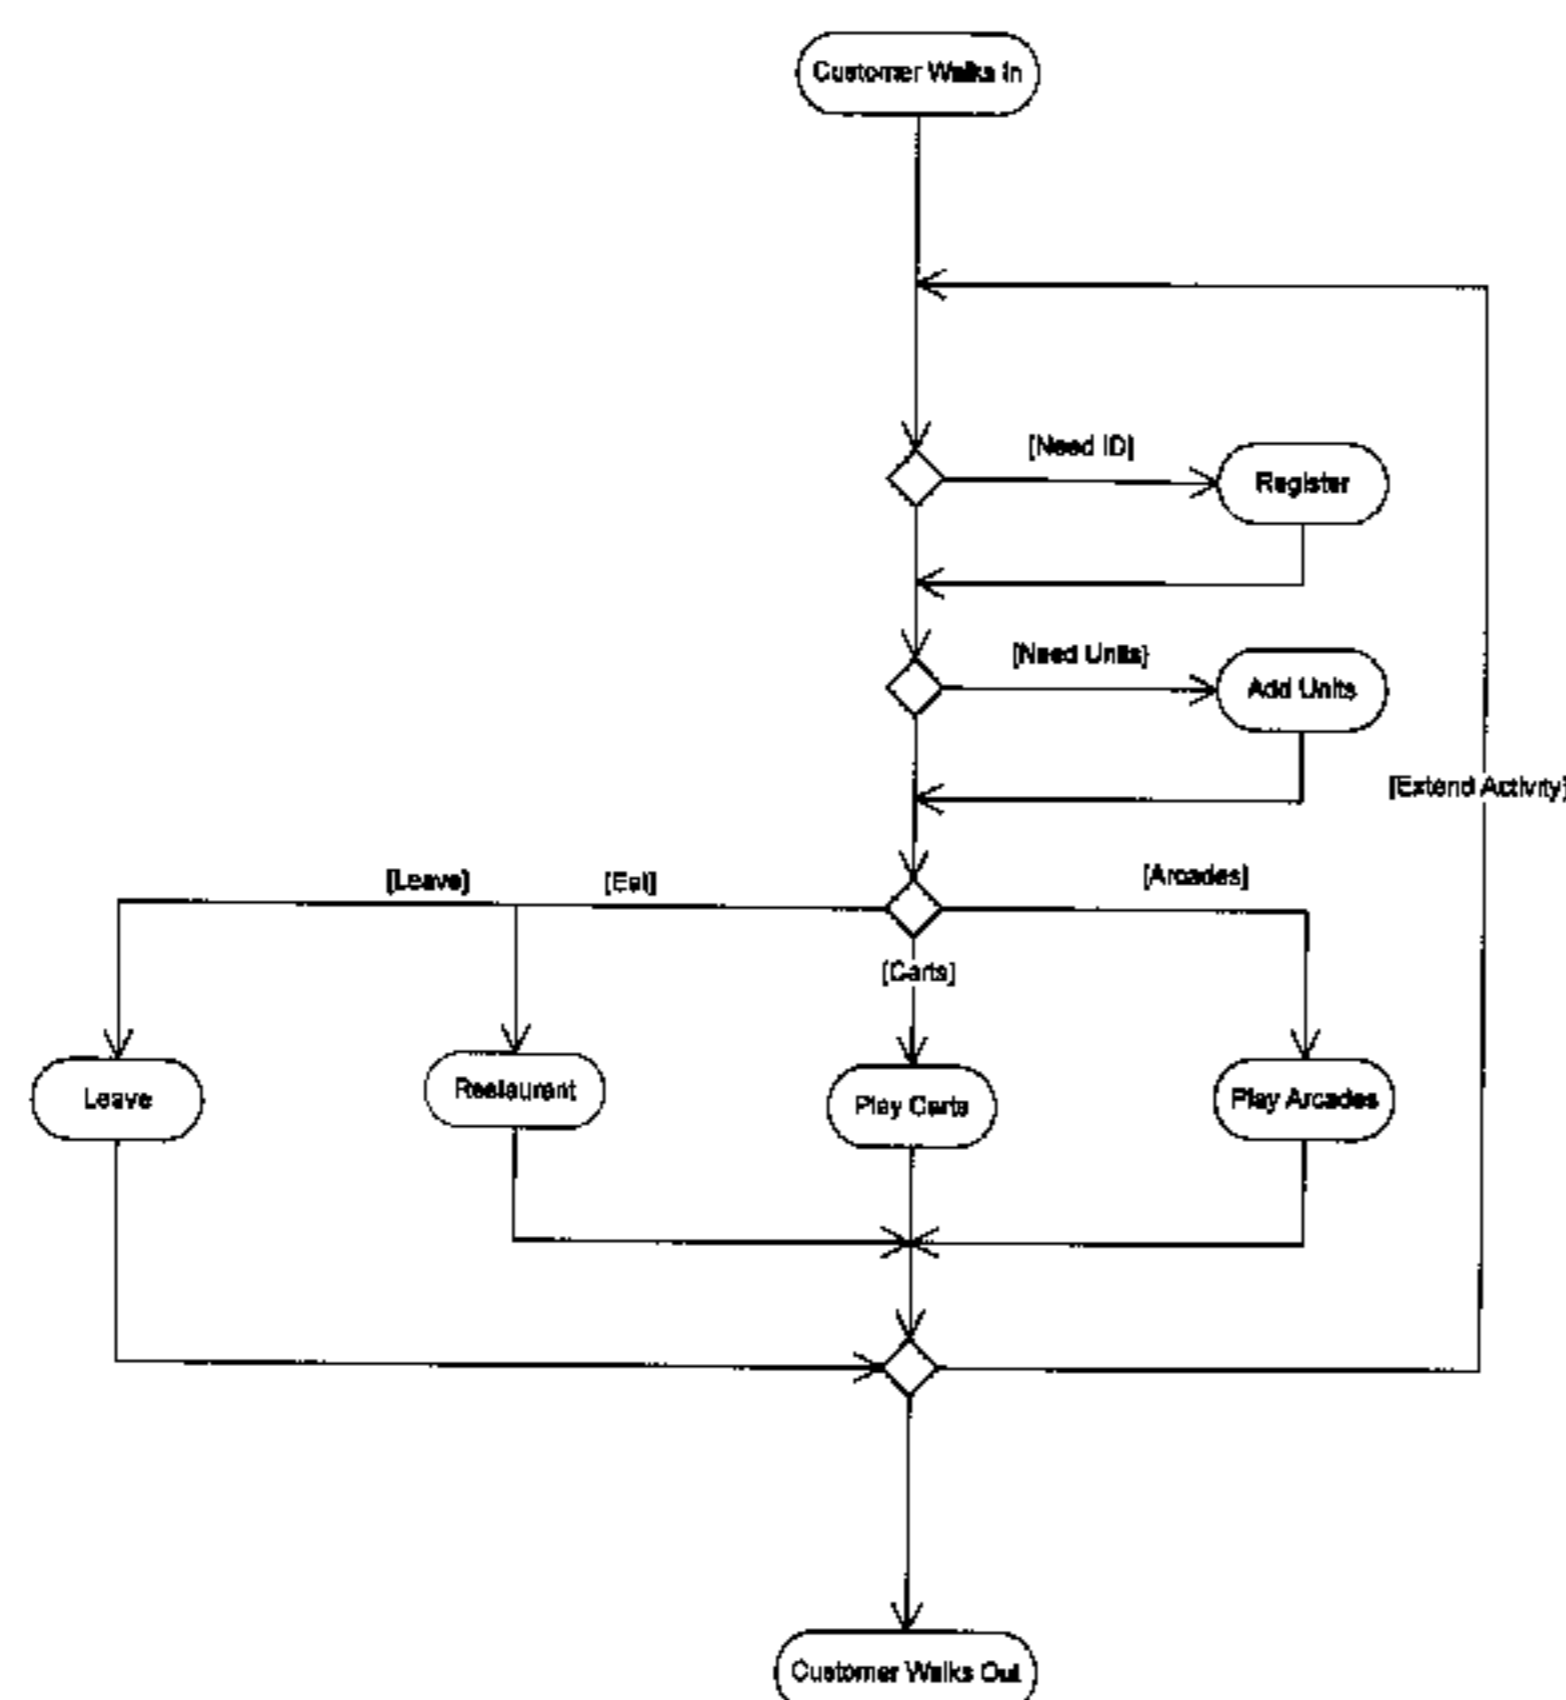 Customer Walks In
[Need ID]
Register
[Need Units]
Add Units
[Extend Activity]
[Leave]
[Eat]
[Arcades]
[Carts]
Leave
Restaurant
Play Carts
Play Arcades
Customer Walks Out